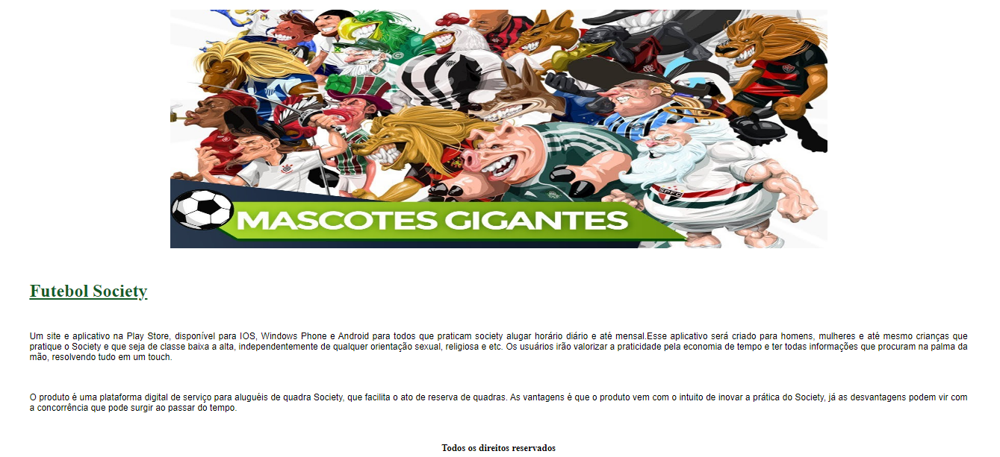 SPFC
MASCOTES GIGANTES
Futebol Society
Um site e aplicativo na Play Store, disponível para IOS, Windows Phone e Android para todos que praticam society alugar horário diário e até mensal.Esse aplicativo será criado para homens, mulheres e até mesmo crianças que
pratique o Society e que seja de classe baixa a alta, independentemente de qualquer orientação sexual, religiosa e etc. Os usuários irão valorizar a praticidade pela economia de tempo e ter todas informações que procuram na palma da
mão, resolvendo tudo em um touch.
O produto é uma plataforma digital de serviço para aluguéis de quadra Society, que facilita o ato de reserva de quadras. As vantagens é que o produto vem com o intuito de inovar a prática do Society, já as desvantagens podem vir com
a concorrência que pode surgir ao passar do tempo.
Todos os direitos reservados